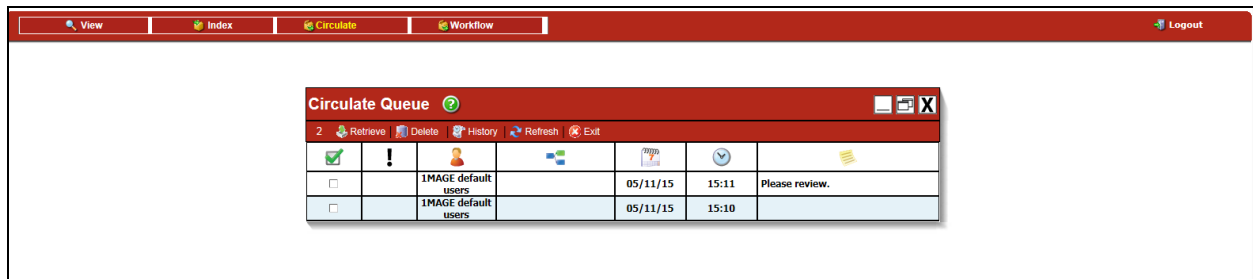 View Index Circulate Workflow Logout
Circulate Queue ?
2 Retrieve Delete History Refresh Exit
!
1MAGE default
users 05/11/15 15:11 Please review.
1MAGE default
users 05/11/15 15:10